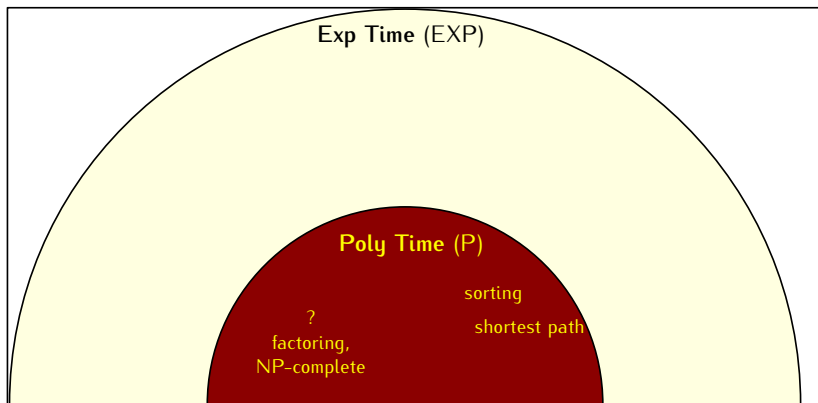 Exp Time (EXP)
Poly Time (P)
sorting
shortest path
?
factoring,
NP-complete